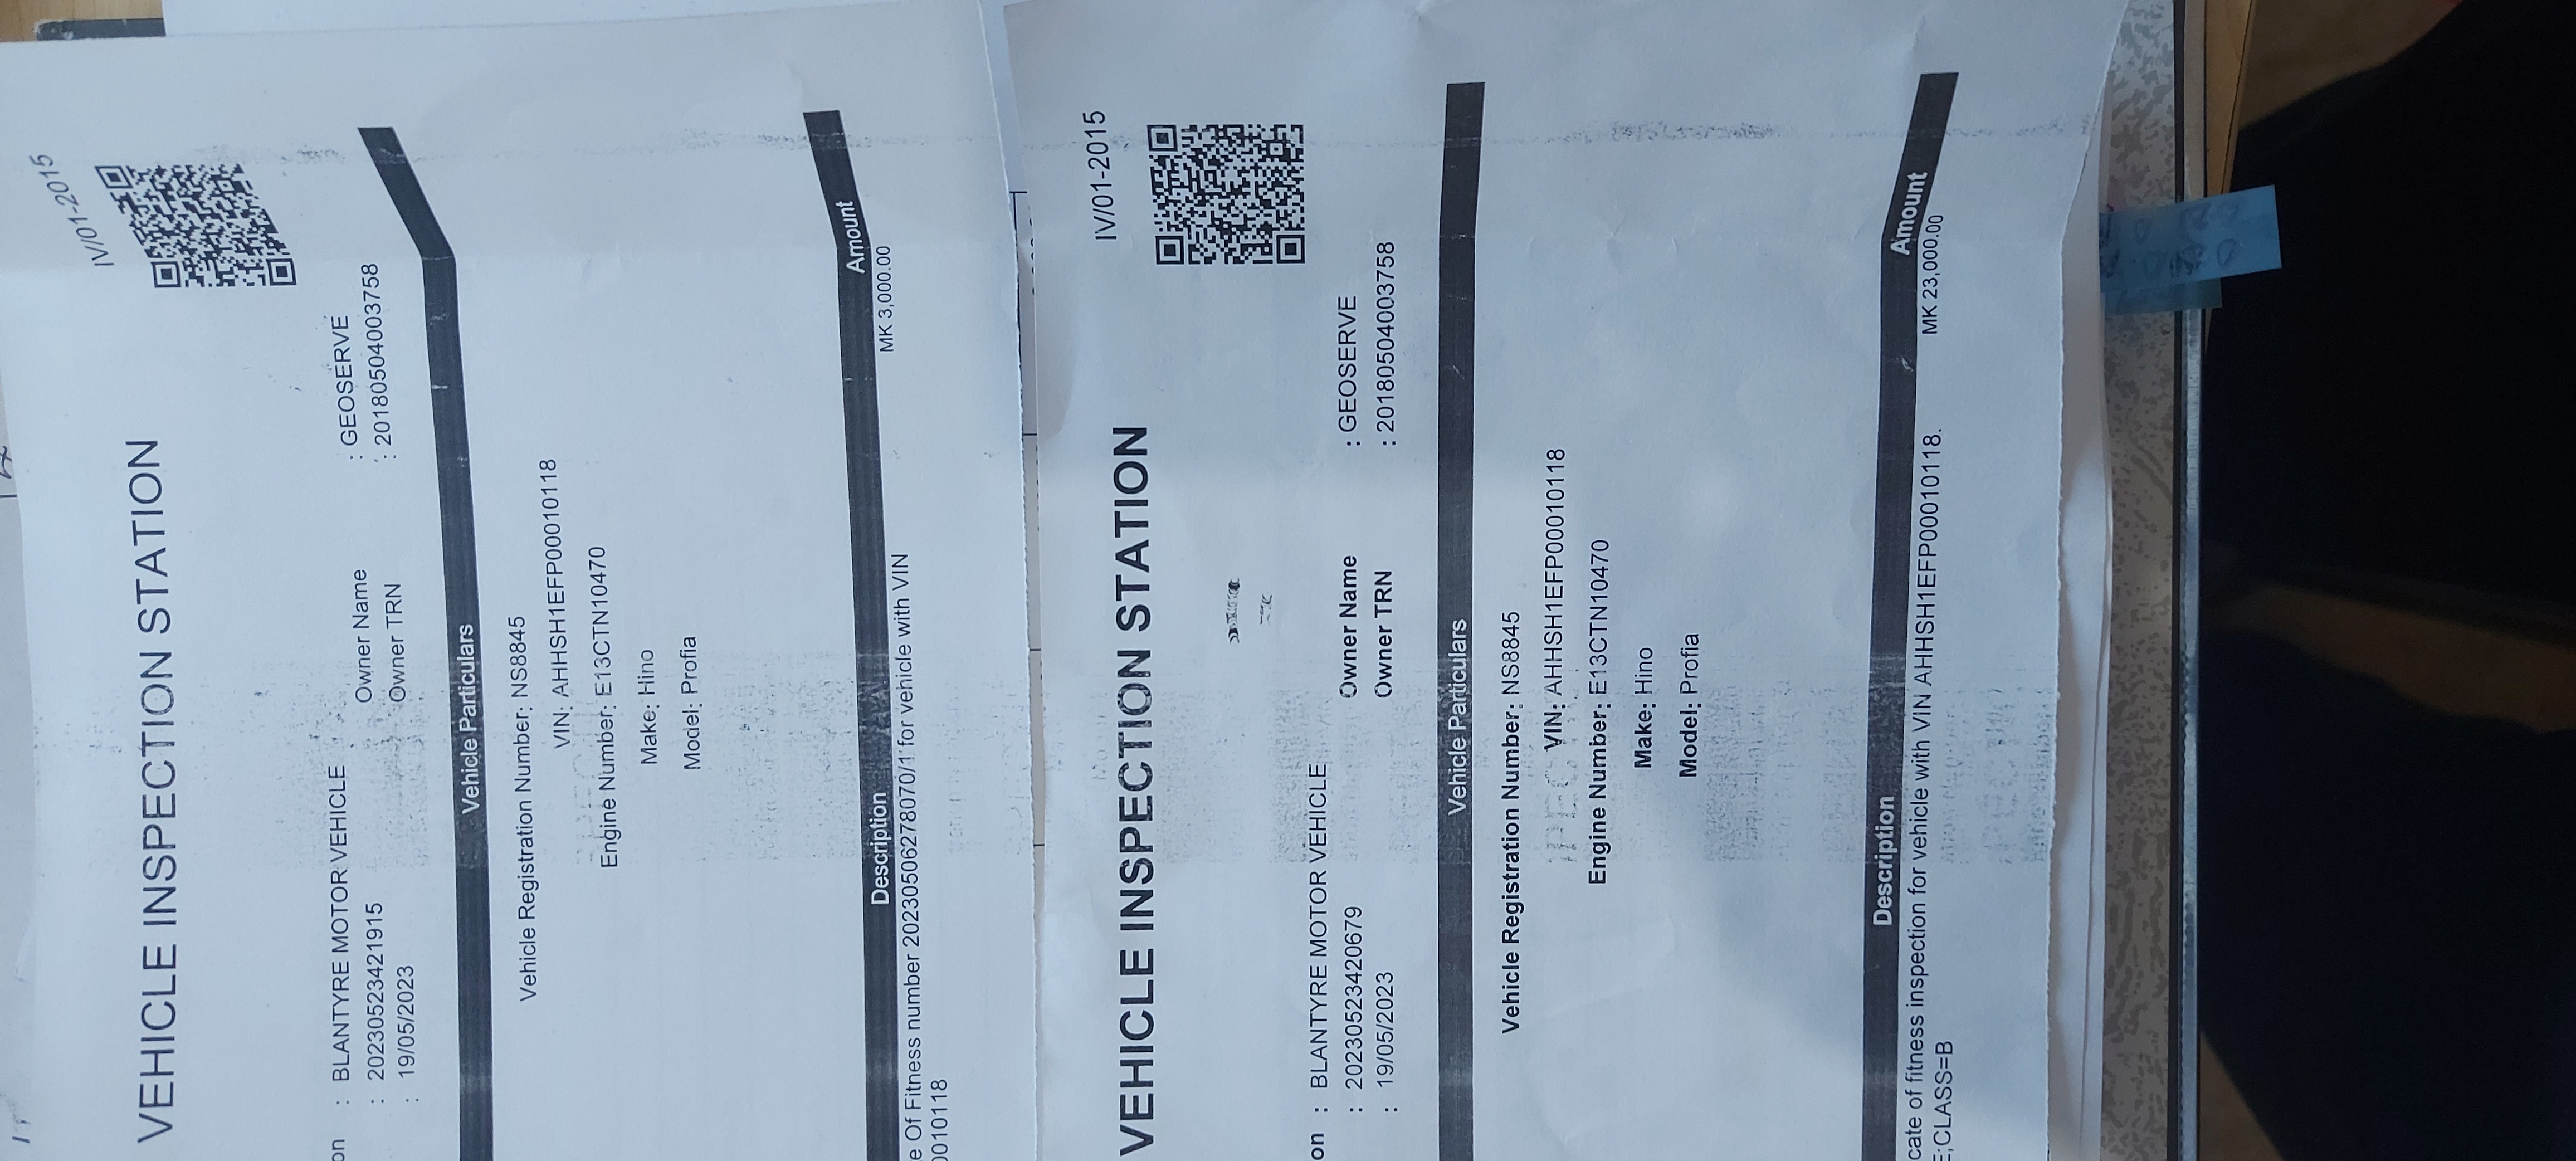 IV/01-2015
VEHICLE INSPECTION STATION
on : BLANTYRE MOTOR VEHICLE
: 2023052342​1915
: 19/05/2023
Owner Name : GEOSERVE
Owner TRN : 20180504003758
Vehicle Particulars
Vehicle Registration Number: NS8845
VIN: AHHSH1EFP00010118
Engine Number: E13CTN10470
Make: Hino
Model: Profia
Description Amount
e Of Fitness number 2023050627807​0/1 for vehicle with VIN MK 3,000.00
0010118
IV/01-2015
VEHICLE INSPECTION STATION
on : BLANTYRE MOTOR VEHICLE
: 20230523420679
: 19/05/2023
Owner Name : GEOSERVE
Owner TRN : 20180504003758
Vehicle Particulars
Vehicle Registration Number: NS8845
VIN: AHHSH1EFP00010118
Engine Number: E13CTN10470
Make: Hino
Model: Profia
Description Amount
cate of fitness inspection for vehicle with VIN AHHSH1EFP00010118. MK 23,000.00
E;CLASS=B